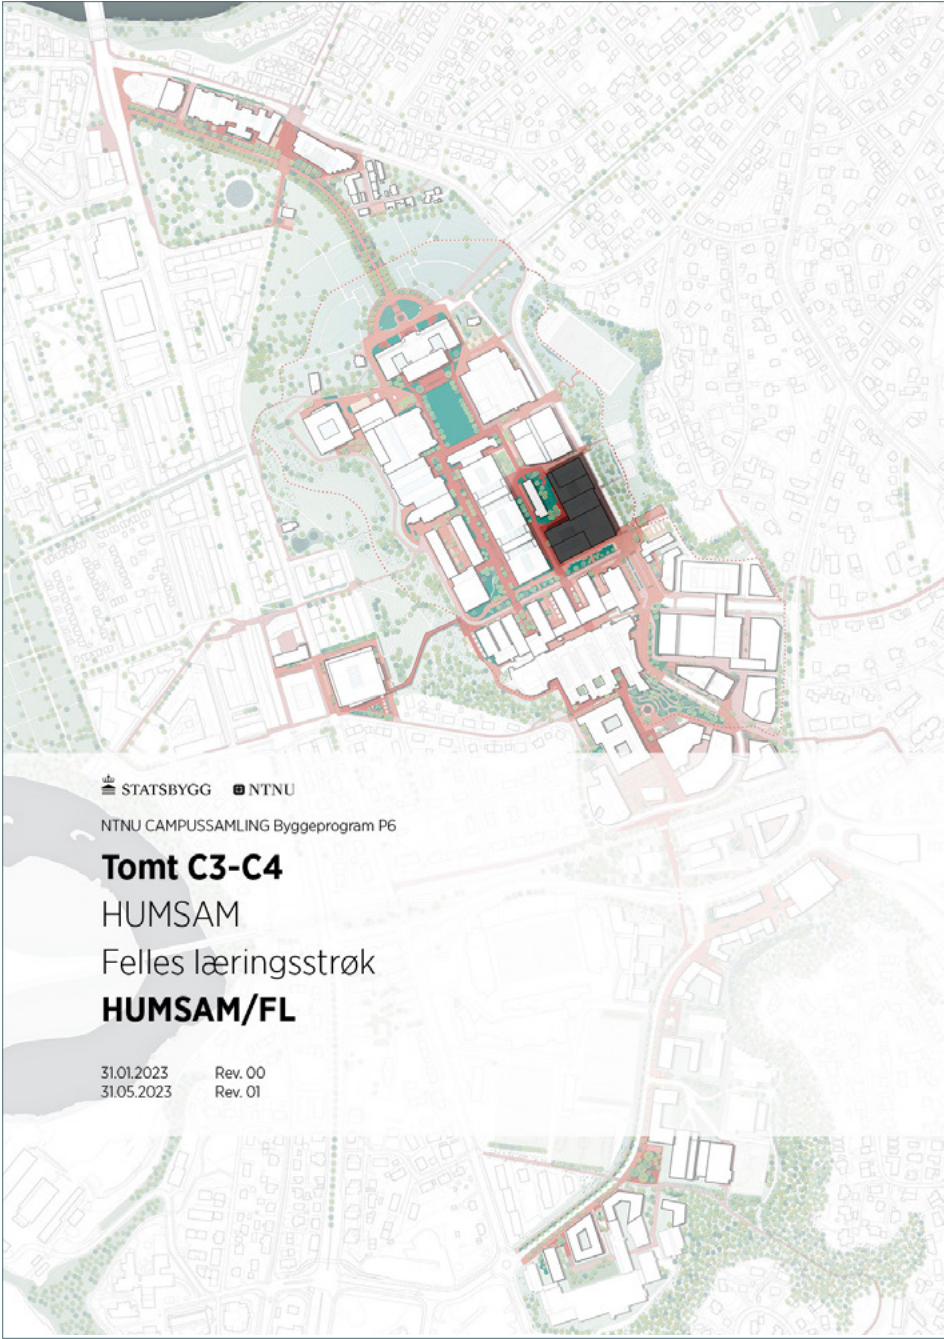 STATSBYGG NTNU
NTNU CAMPUSSAMLING Byggeprogram P6
Tomt C3-C4
HUMSAM
Felles læringsstrøk
HUMSAM/FL
31.01.2023 Rev. 00
31.05.2023 Rev. 01